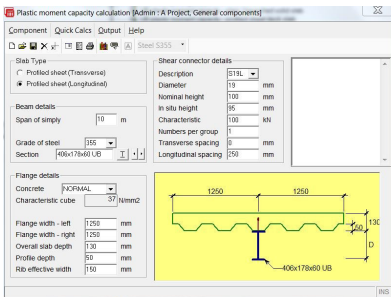 Plastic moment capacity calculation [Admin : A Project, General components]
Component Quick Calcs Output Help
A Steel S355
Slab Type
Profiled sheet (Transverse)
Profiled sheet (Longitudinal)
Beam details
Span of simply 10 m
Grade of steel 355
Section 406x178x60 UB I
Flange details
Concrete NORMAL
Characteristic cube 37 N/mm2
Flange width - left 1250 mm
Flange width - right 1250 mm
Overall slab depth 130 mm
Profile depth 50 mm
Rib effective width 150 mm
Shear connector details
Description S19L
Diameter 19 mm
Nominal height 100 mm
In situ height 95 mm
Characteristic 100 kN
Numbers per group 1
Transverse spacing 0 mm
Longitudinal spacing 250 mm
1250 1250
130
50
D
406x178x60 UB
INS